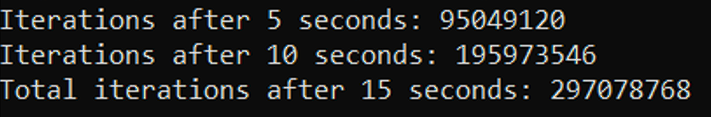 Iterations after 5 seconds: 95049120
Iterations after 10 seconds: 195973546
Total iterations after 15 seconds: 297078768